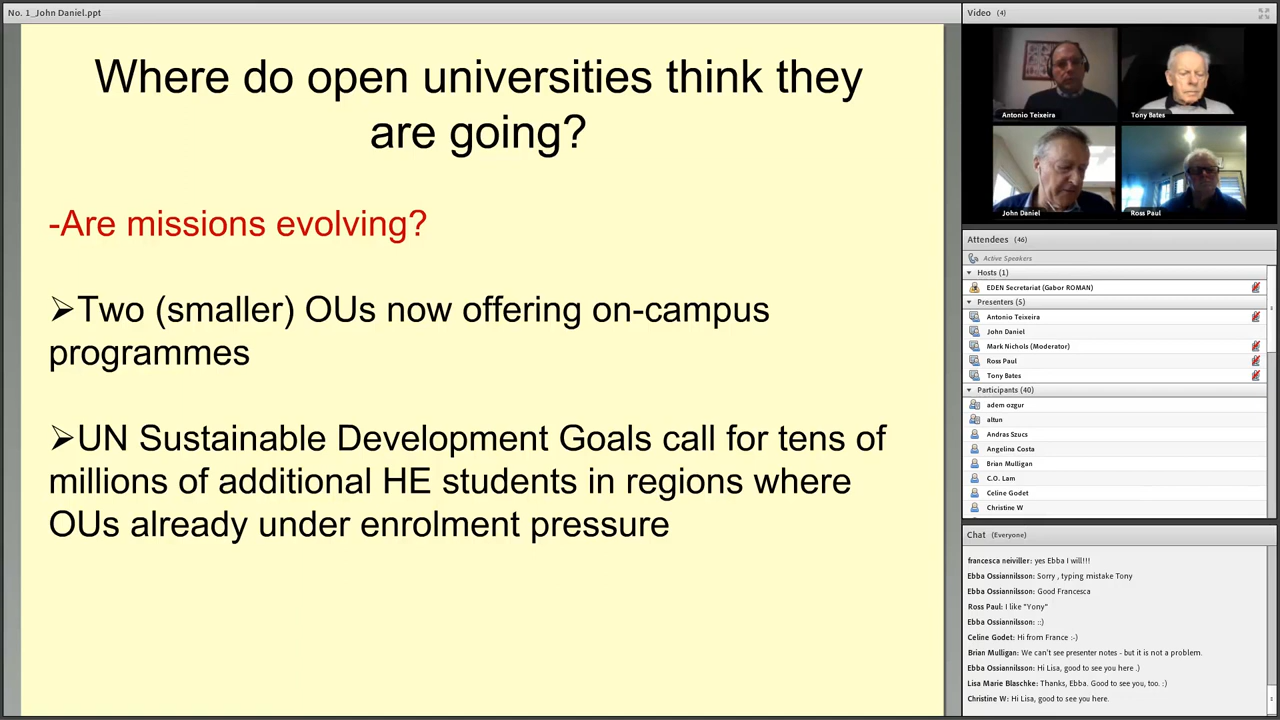 No. 1_John Daniel.ppt
Where do open universities think they
are going?
-Are missions evolving?
➢Two (smaller) OUs now offering on-campus
programmes
➢UN Sustainable Development Goals call for tens of
millions of additional HE students in regions where
OUs already under enrolment pressure
Video (4)
Antonio Teixeira
Tony Bates
John Daniel
Ross Paul
Attendees (46)
Active Speakers
Hosts (1)
EDEN Secretariat (Gabor ROMAN)
Presenters (5)
Antonio Teixeira
John Daniel
Mark Nichols (Moderator)
Ross Paul
Tony Bates
Participants (40)
adem ozgur
altun
Andras Szucs
Angelina Costa
Brian Mulligan
C.O. Lam
Celine Godet
Christine W
Chat (Everyone)
francesca neiviller: yes Ebba I will!!!
Ebba Ossiannilsson: Sorry , typing mistake Tony
Ebba Ossiannilsson: Good Francesca
Ross Paul: I like "Yony"
Ebba Ossiannilsson: ::)
Celine Godet: Hi from France :-)
Brian Mulligan: We can't see presenter notes - but it is not a problem.
Ebba Ossiannilsson: Hi Lisa, good to see you here .)
Lisa Marie Blaschke: Thanks, Ebba. Good to see you, too. :)
Christine W: Hi Lisa, good to see you here.